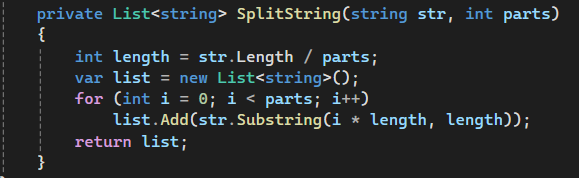 private List<string> SplitString(string str, int parts)
{
    int length = str.Length / parts;
    var list = new List<string>();
    for (int i = 0; i < parts; i++)
        list.Add(str.Substring(i * length, length));
    return list;
}